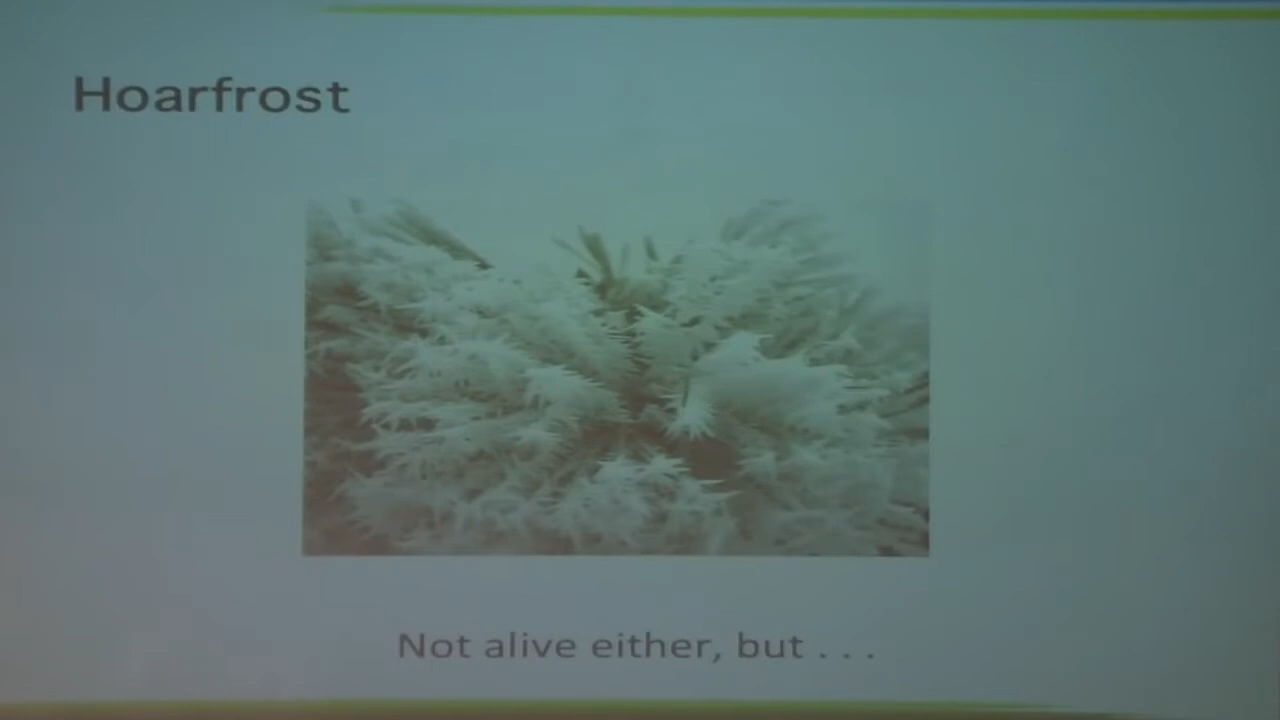 Hoarfrost
Not alive either, but . . .